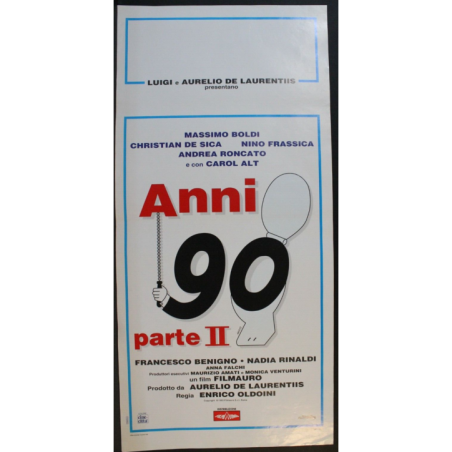 LUIGI e AURELIO DE LAURENTIIS
presentano
MASSIMO BOLDI
CHRISTIAN DE SICA NINO FRASSICA
ANDREA RONCATO
e con CAROL ALT
Anni
90
parte II
FRANCESCO BENIGNO • NADIA RINALDI
ANNA FALCHI
Produttori esecutivi MAURIZIO AMATI e MONICA VENTURINI
un film FILMAURO
Prodotto da AURELIO DE LAURENTIIS
Regia ENRICO OLDOINI